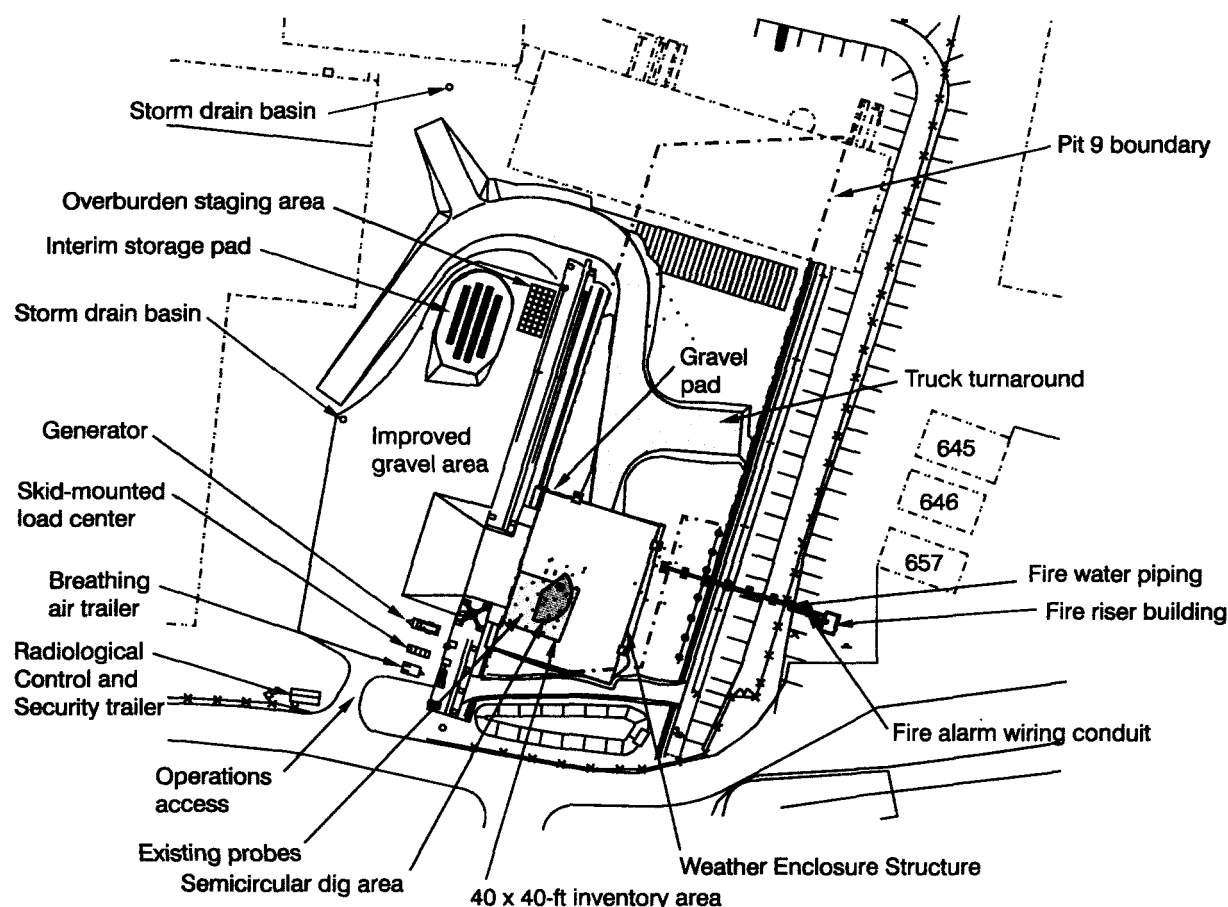 Storm drain basin
Pit 9 boundary
Overburden staging area
Interim storage pad
Storm drain basin
Gravel
pad
Truck turnaround
Generator
Improved
gravel area
645
Skid-mounted
load center
646
657
Breathing
air trailer
Fire water piping
Fire riser building
Radiological
Control and
Security trailer
Fire alarm wiring conduit
Operations
access
Existing probes
Semicircular dig area
Weather Enclosure Structure
40 x 40-ft inventory area